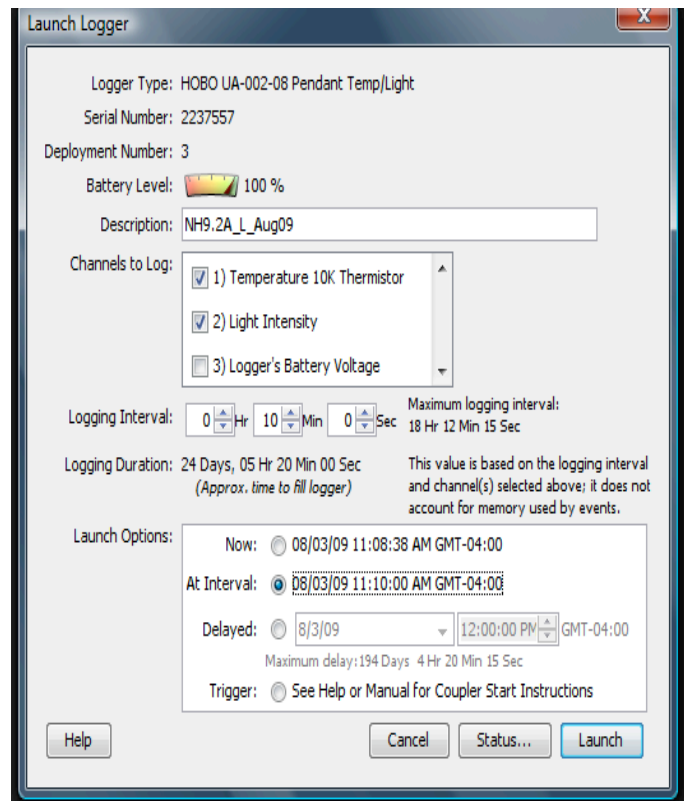 Launch Logger
X
Logger Type: HOBO UA-002-08 Pendant Temp/Light
Serial Number: 2237557
Deployment Number: 3
Battery Level: 100 %
Description: NH9.2A_L_Aug09
Channels to Log:
1) Temperature 10K Thermistor
2) Light Intensity
3) Logger's Battery Voltage
Logging Interval: 0 Hr 10 Min 0 Sec
Maximum logging interval:
18 Hr 12 Min 15 Sec
Logging Duration: 24 Days, 05 Hr 20 Min 00 Sec
(Approx. time to fill logger)
This value is based on the logging interval
and channel(s) selected above; it does not
account for memory used by events.
Launch Options:
Now: 08/03/09 11:08:38 AM GMT-04:00
At Interval: 08/03/09 11:10:00 AM GMT-04:00
Delayed: 8/3/09 12:00:00 PM GMT-04:00
Maximum delay:194 Days 4 Hr 20 Min 15 Sec
Trigger: See Help or Manual for Coupler Start Instructions
Help Cancel Status... Launch